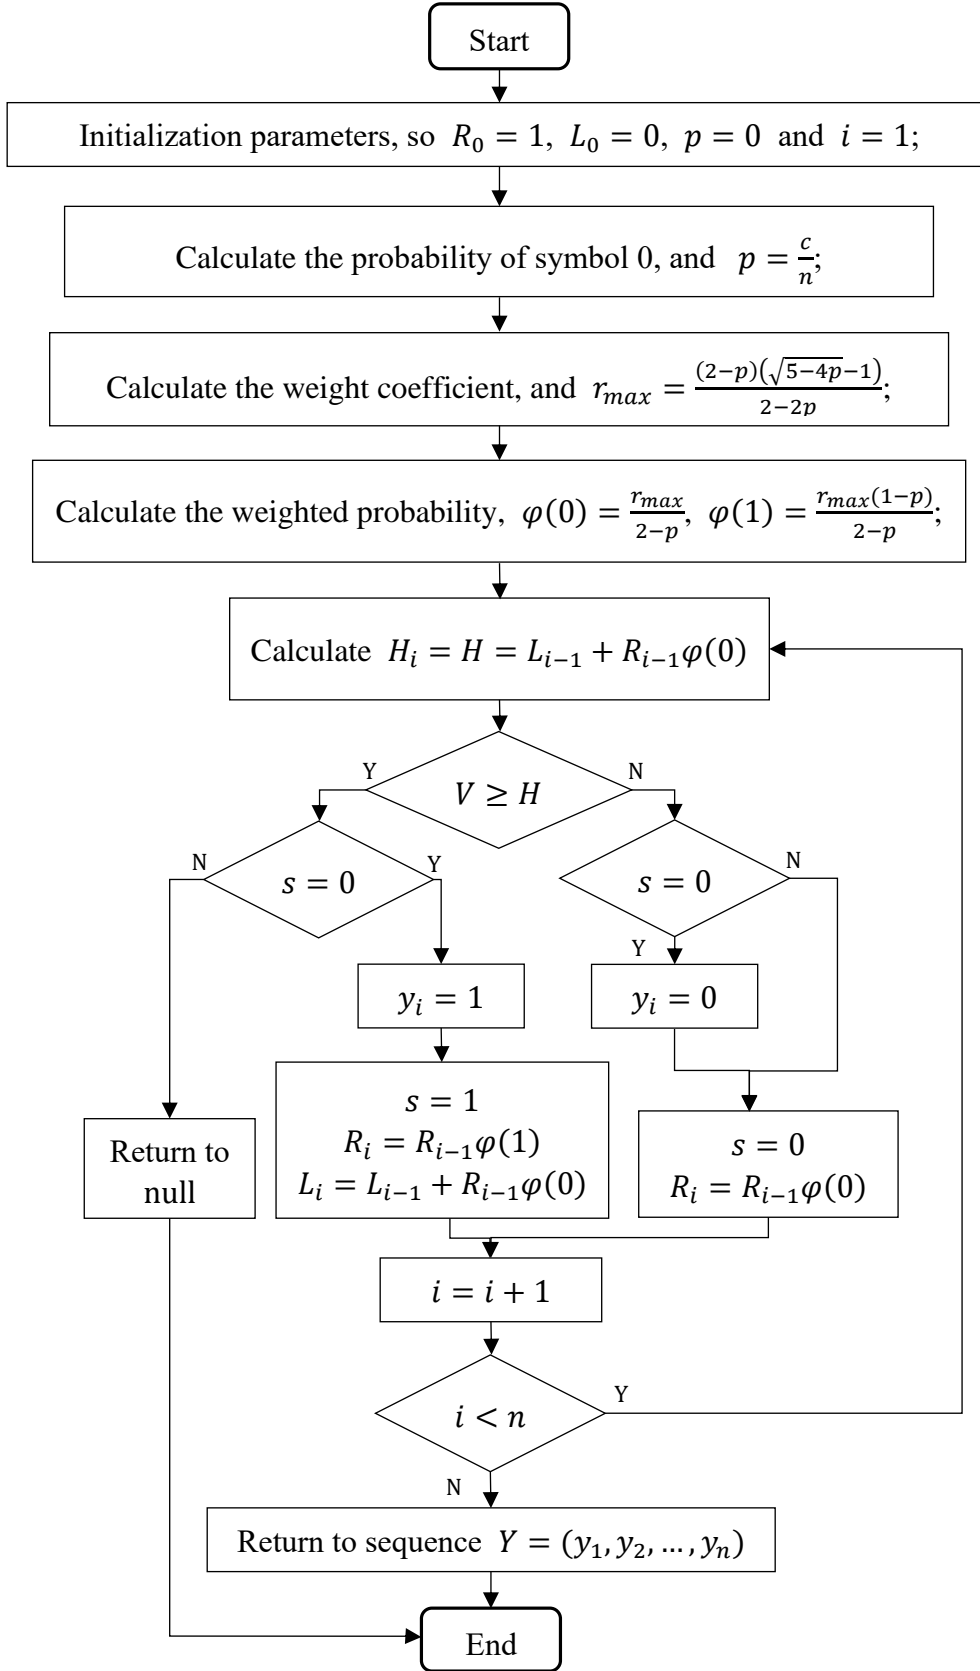 Start
Initialization parameters, so R₀ = 1, L₀ = 0, p = 0 and i = 1;
Calculate the probability of symbol 0, and p = c/n;
Calculate the weight coefficient, and r_max = (2−p)(√(5−4p)−1)/(2−2p);
Calculate the weighted probability, φ(0) = r_max/(2−p), φ(1) = r_max(1−p)/(2−p);
Calculate H_i = H = L_{i−1} + R_{i−1}φ(0)
Y
V ≥ H
N
N
s = 0
Y
s = 0
N
Y
y_i = 1
y_i = 0
s = 1
R_i = R_{i−1}φ(1)
L_i = L_{i−1} + R_{i−1}φ(0)
Return to
null
s = 0
R_i = R_{i−1}φ(0)
i = i + 1
i < n
Y
N
Return to sequence Y = (y₁, y₂, … , y_n)
End